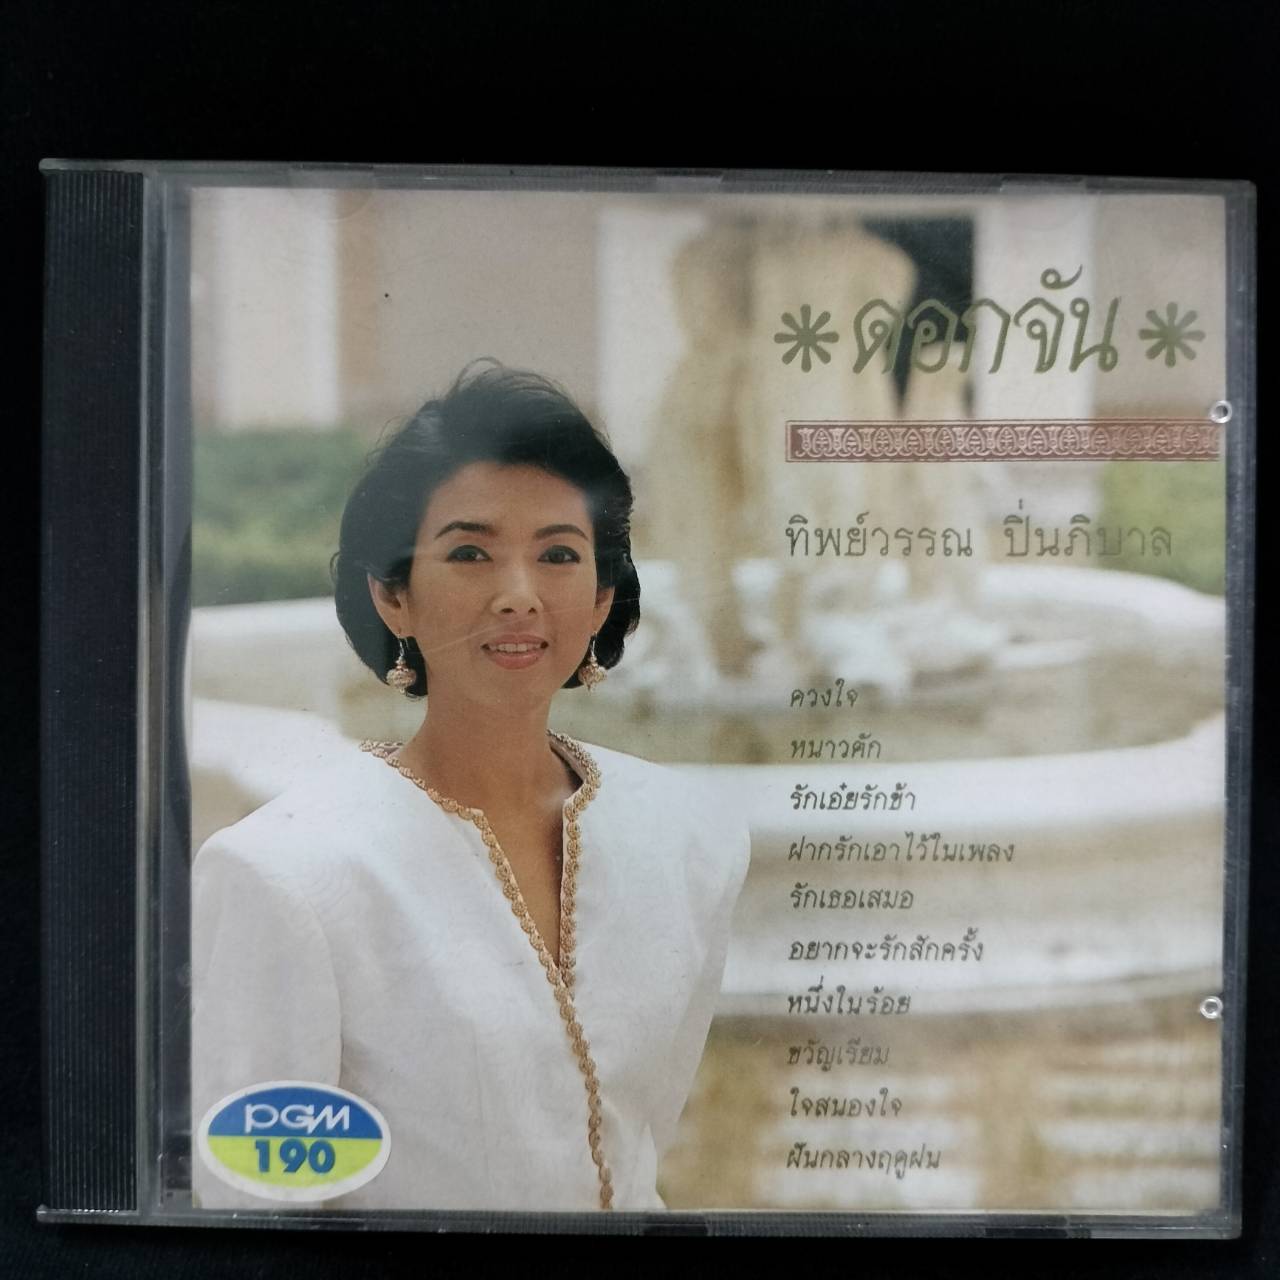 * ดอกจัน *
ทิพย์วรรณ ปิ่นภิบาล
ดวงใจ
หนาวตัก
รักเอ๋ยรักข้า
ฝากรักเอาไว้ในเพลง
รักเธอเสมอ
อยากจะรักสักครั้ง
หนึ่งในร้อย
ขวัญเรียม
ใจสนองใจ
ฝันกลางฤดูฝน
PGM
190